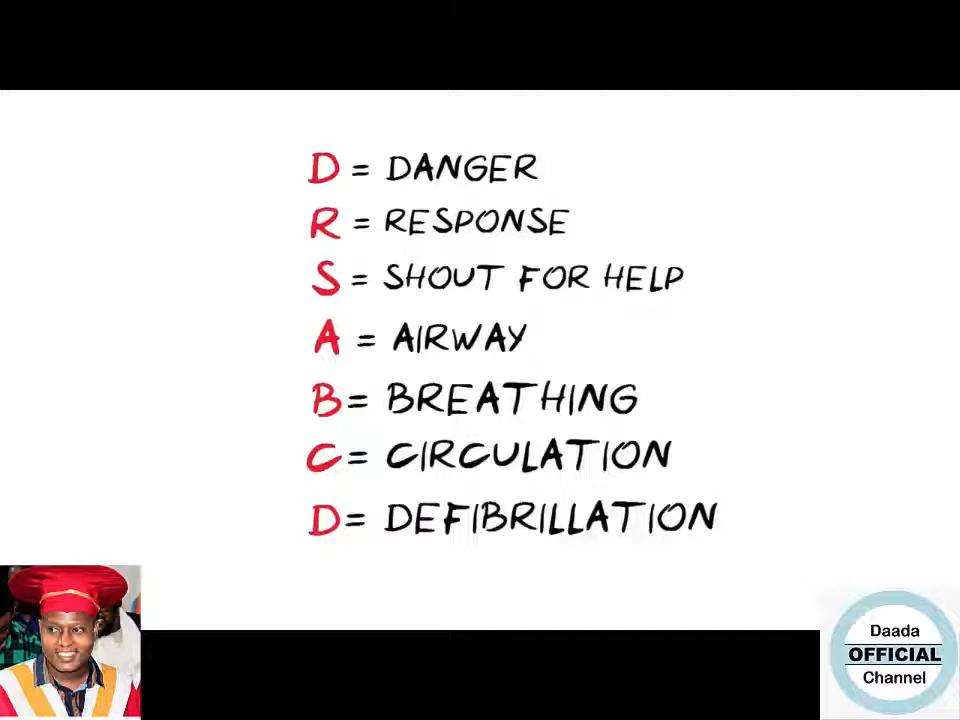 D = DANGER
R = RESPONSE
S = SHOUT FOR HELP
A = AIRWAY
B = BREATHING
C = CIRCULATION
D = DEFIBRILLATION
Daada
OFFICIAL
Channel